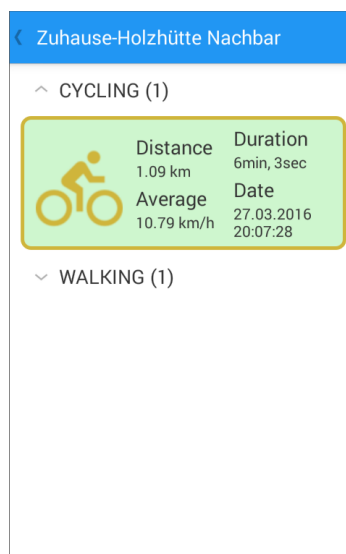 Zuhause-Holzhütte Nachbar
CYCLING (1)
Distance
1.09 km
Average
10.79 km/h
Duration
6min, 3sec
Date
27.03.2016
20:07:28
WALKING (1)